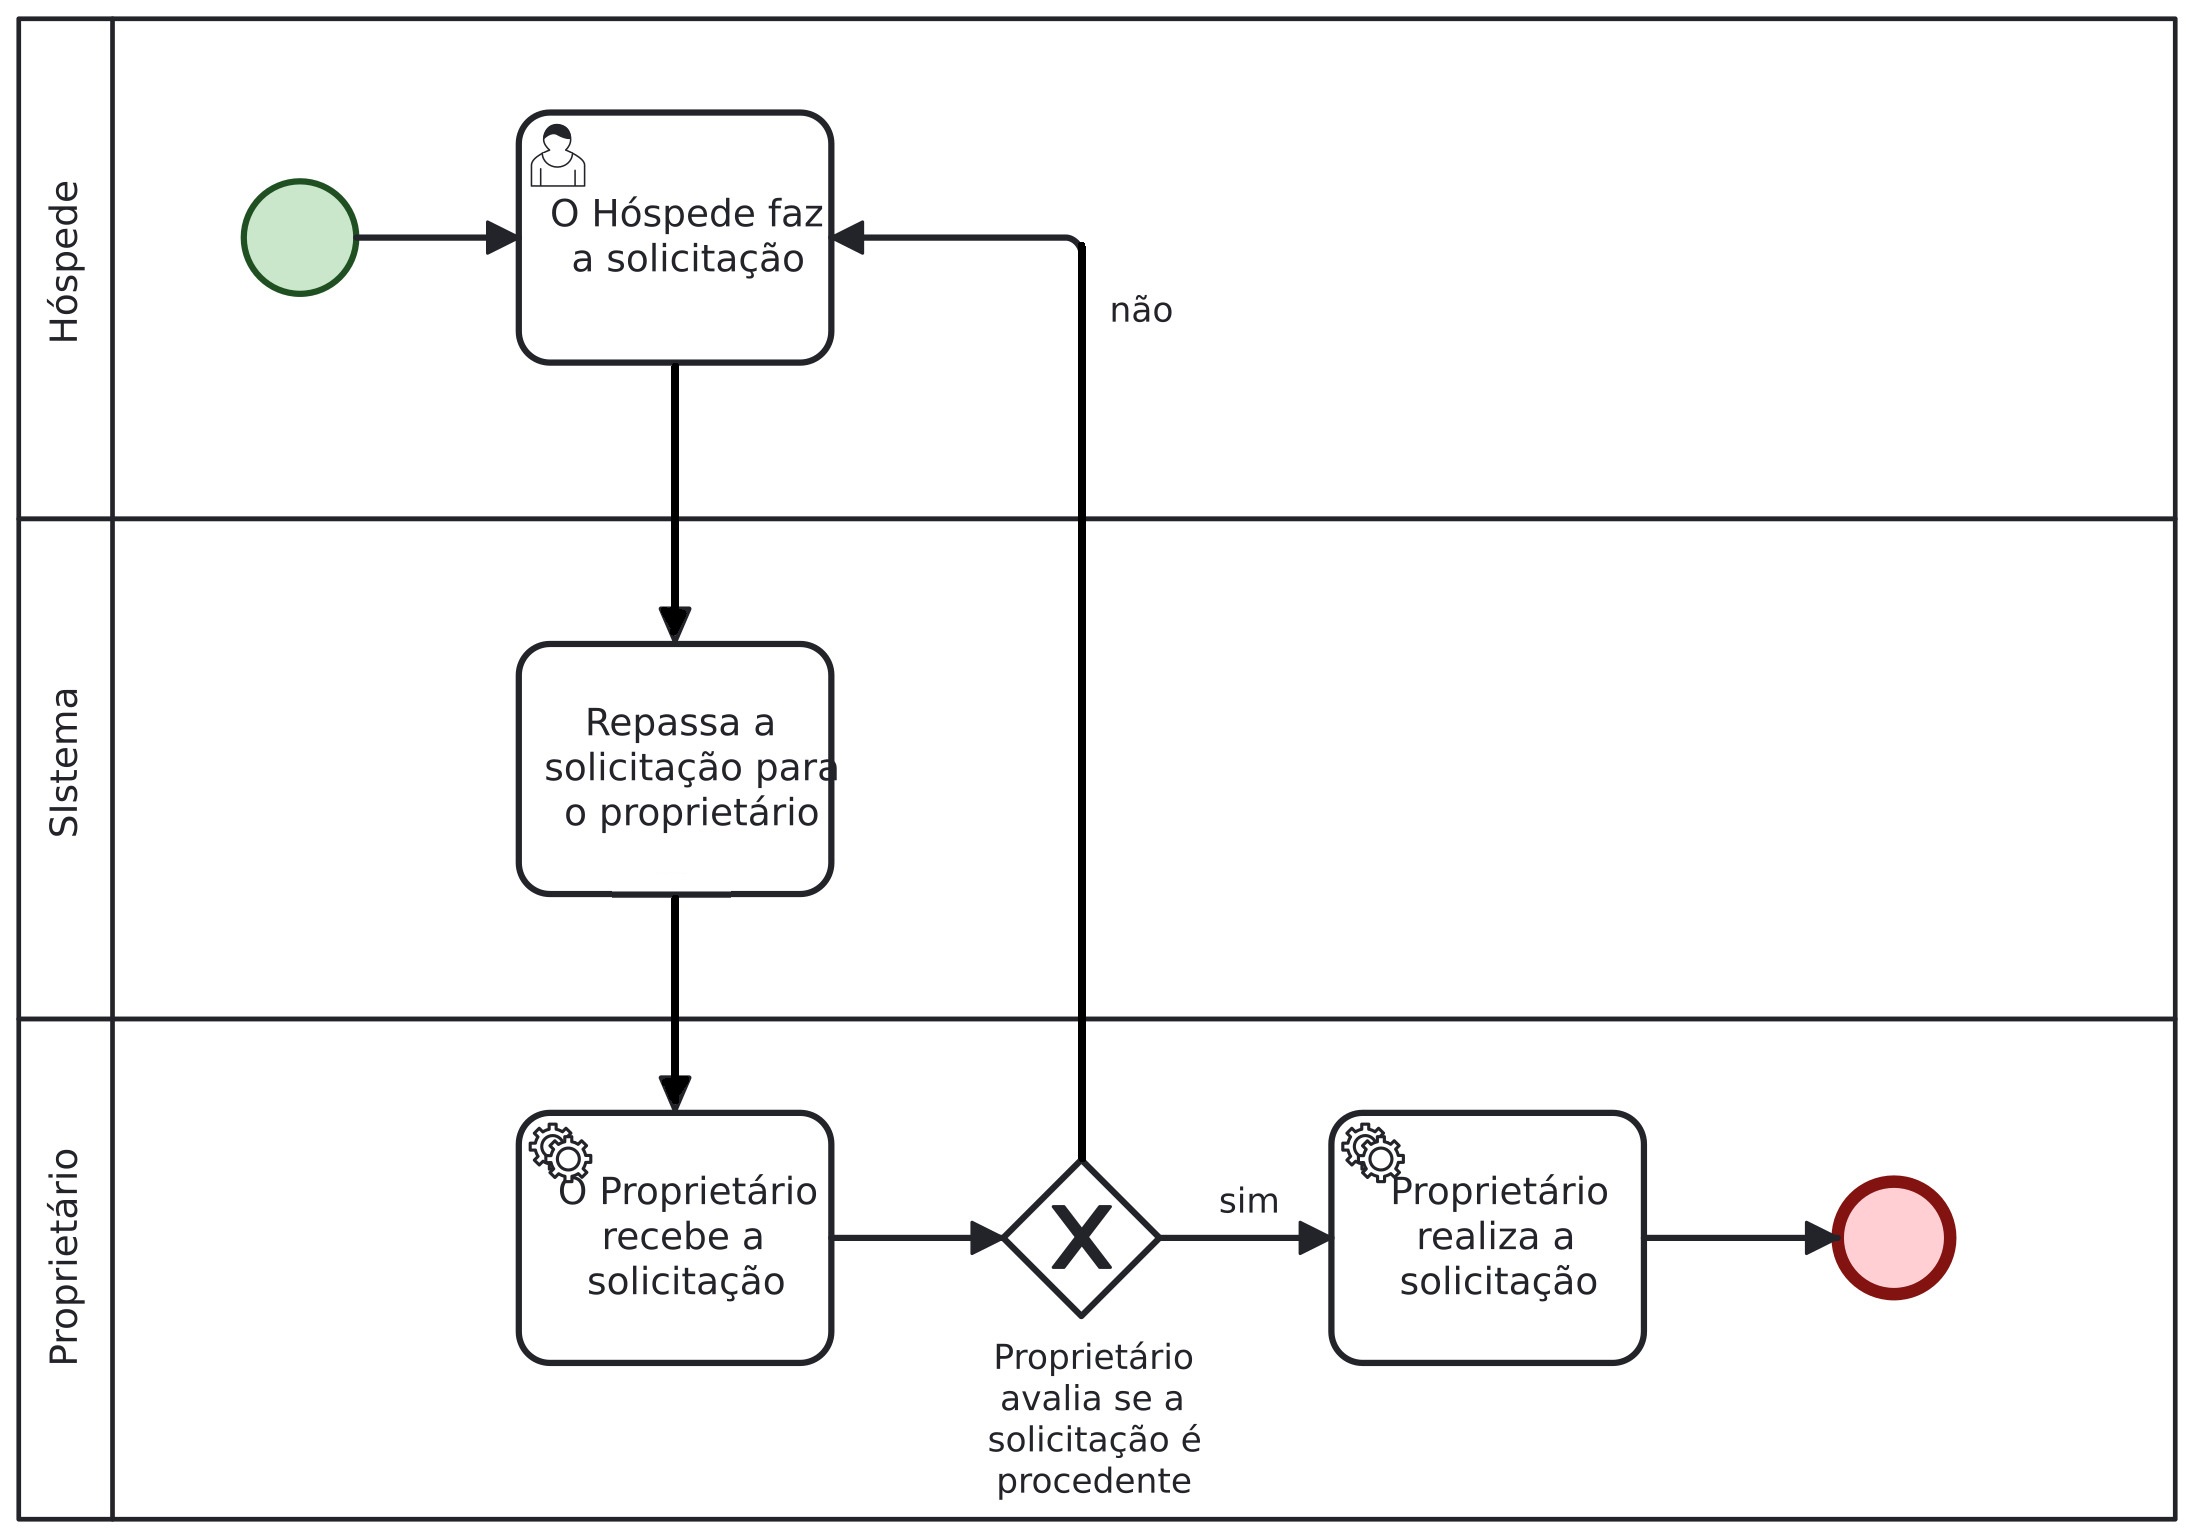 Hóspede
O Hóspede faz
a solicitação
não
SIstema
Repassa a
solicitação para
o proprietário
Proprietário
O Proprietário
recebe a
solicitação
X
Proprietário
avalia se a
solicitação é
procedente
sim
Proprietário
realiza a
solicitação